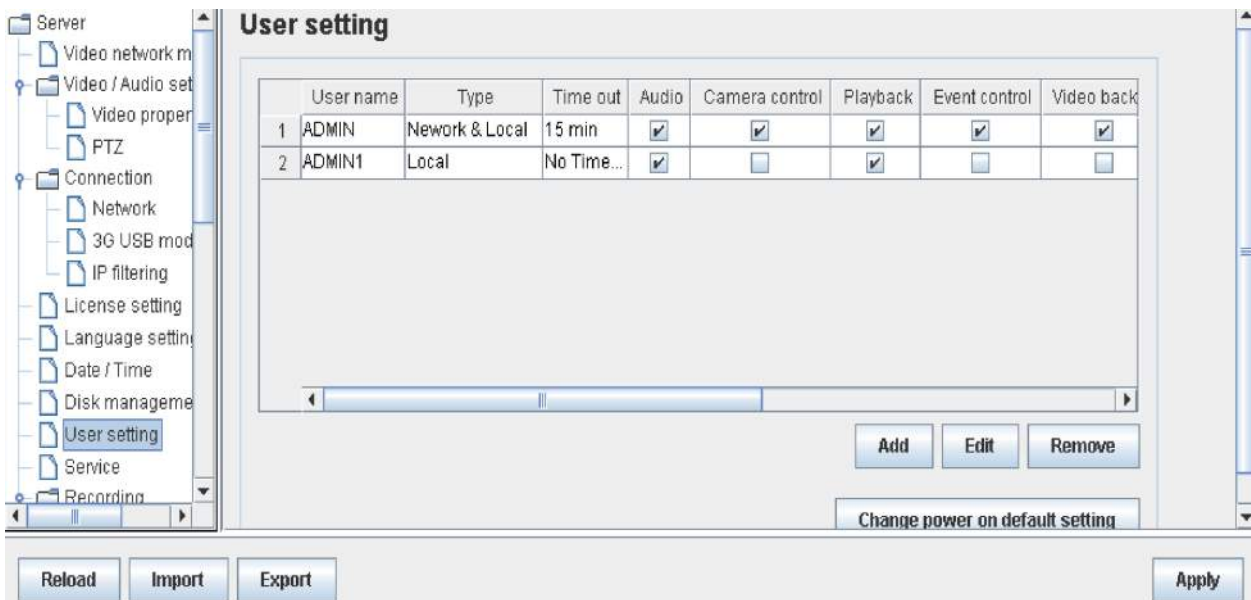 Server
Video network m
Video / Audio set
Video proper
PTZ
Connection
Network
3G USB mod
IP filtering
License setting
Language settin
Date / Time
Disk manageme
User setting
Service
Recording
User setting
User name Type Time out Audio Camera control Playback Event control Video back
1 ADMIN Nework & Local 15 min
2 ADMIN1 Local No Time...
Add Edit Remove
Change power on default setting
Reload Import Export Apply